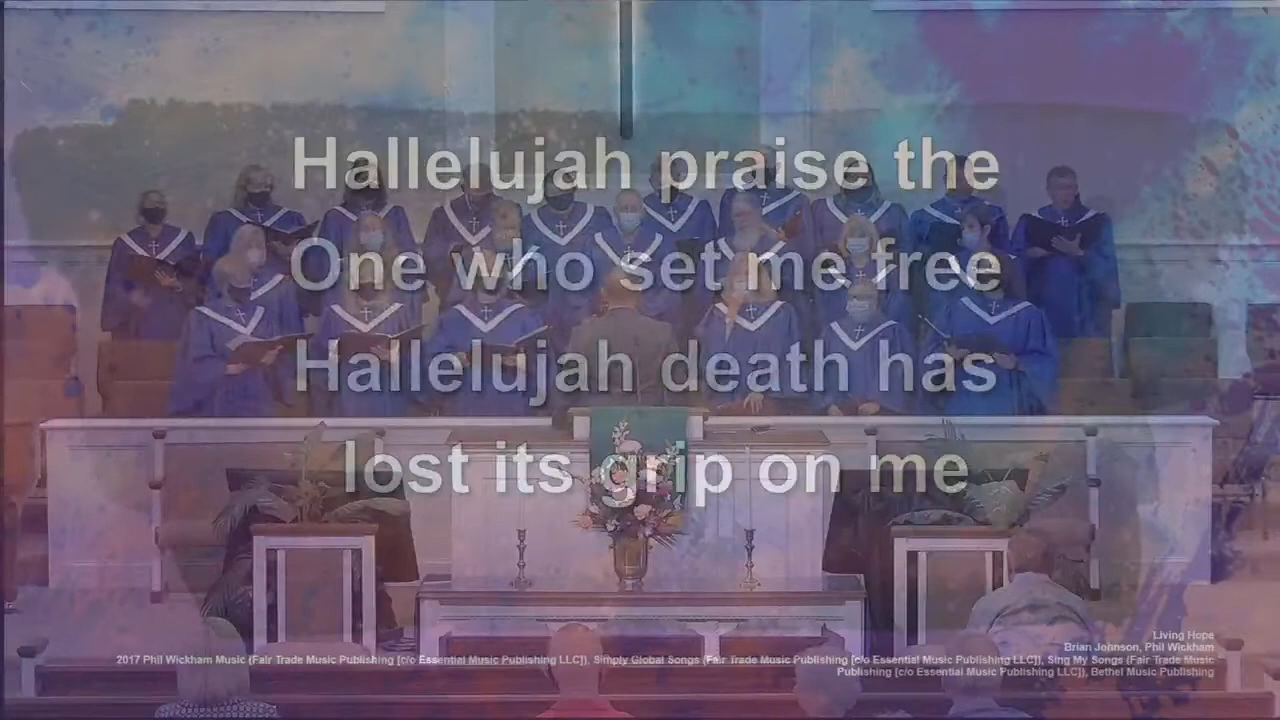 Hallelujah praise the
One who set me free
Hallelujah death has
lost its grip on me
Living Hope
Brian Johnson, Phil Wickham
2017 Phil Wickham Music (Fair Trade Music Publishing [c/o Essential Music Publishing LLC]), Simply Global Songs (Fair Trade Music Publishing [c/o Essential Music Publishing LLC]), Sing My Songs (Fair Trade Music
Publishing [c/o Essential Music Publishing LLC]), Bethel Music Publishing